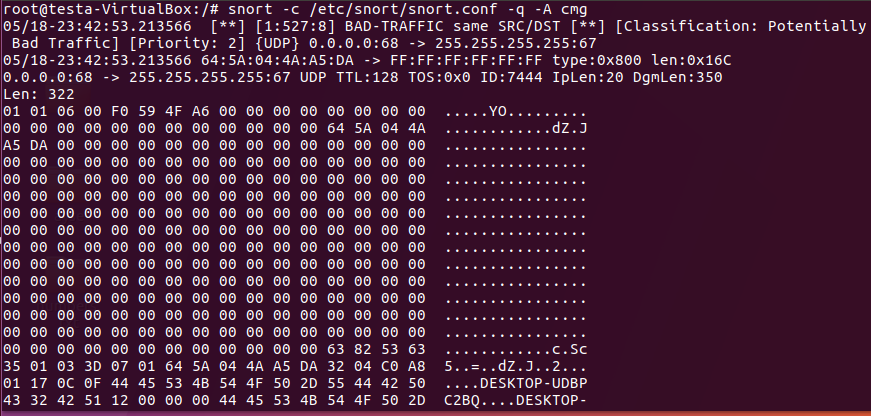 root@testa-VirtualBox:/# snort -c /etc/snort/snort.conf -q -A cmg
05/18-23:42:53.213566  [**] [1:527:8] BAD-TRAFFIC same SRC/DST [**] [Classification: Potentially
 Bad Traffic] [Priority: 2] {UDP} 0.0.0.0:68 -> 255.255.255.255:67
05/18-23:42:53.213566 64:5A:04:4A:A5:DA -> FF:FF:FF:FF:FF:FF type:0x800 len:0x16C
0.0.0.0:68 -> 255.255.255.255:67 UDP TTL:128 TOS:0x0 ID:7444 IpLen:20 DgmLen:350
Len: 322
01 01 06 00 F0 59 4F A6 00 00 00 00 00 00 00 00  .....YO.........
00 00 00 00 00 00 00 00 00 00 00 00 64 5A 04 4A  ............dZ.J
A5 DA 00 00 00 00 00 00 00 00 00 00 00 00 00 00  ................
00 00 00 00 00 00 00 00 00 00 00 00 00 00 00 00  ................
00 00 00 00 00 00 00 00 00 00 00 00 00 00 00 00  ................
00 00 00 00 00 00 00 00 00 00 00 00 00 00 00 00  ................
00 00 00 00 00 00 00 00 00 00 00 00 00 00 00 00  ................
00 00 00 00 00 00 00 00 00 00 00 00 00 00 00 00  ................
00 00 00 00 00 00 00 00 00 00 00 00 00 00 00 00  ................
00 00 00 00 00 00 00 00 00 00 00 00 00 00 00 00  ................
00 00 00 00 00 00 00 00 00 00 00 00 00 00 00 00  ................
00 00 00 00 00 00 00 00 00 00 00 00 00 00 00 00  ................
00 00 00 00 00 00 00 00 00 00 00 00 00 00 00 00  ................
00 00 00 00 00 00 00 00 00 00 00 00 00 00 00 00  ................
00 00 00 00 00 00 00 00 00 00 00 00 63 82 53 63  ............c.Sc
35 01 03 3D 07 01 64 5A 04 4A A5 DA 32 04 C0 A8  5..=..dZ.J..2...
01 17 0C 0F 44 45 53 4B 54 4F 50 2D 55 44 42 50  ....DESKTOP-UDBP
43 32 42 51 12 00 00 00 44 45 53 4B 54 4F 50 2D  C2BQ....DESKTOP-